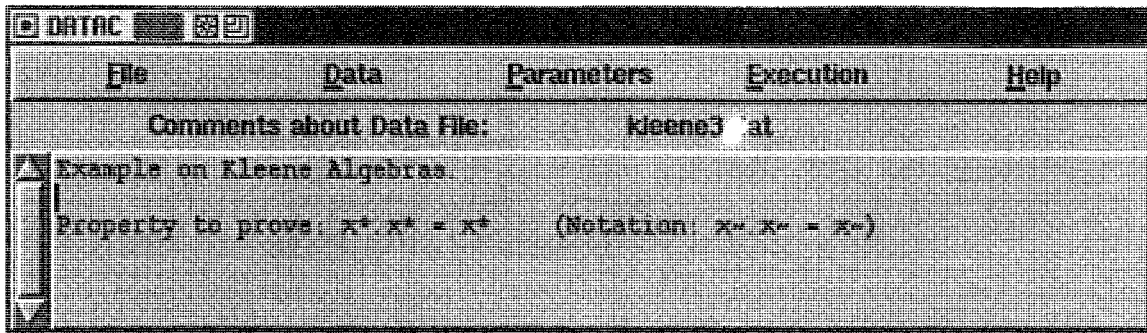 DATAC
File Data Parameters Execution Help
Comments about Data File:
Example on Kleene Algebras.
Property to prove: x*.x* = x* (Notation: x~.x~ = x~)